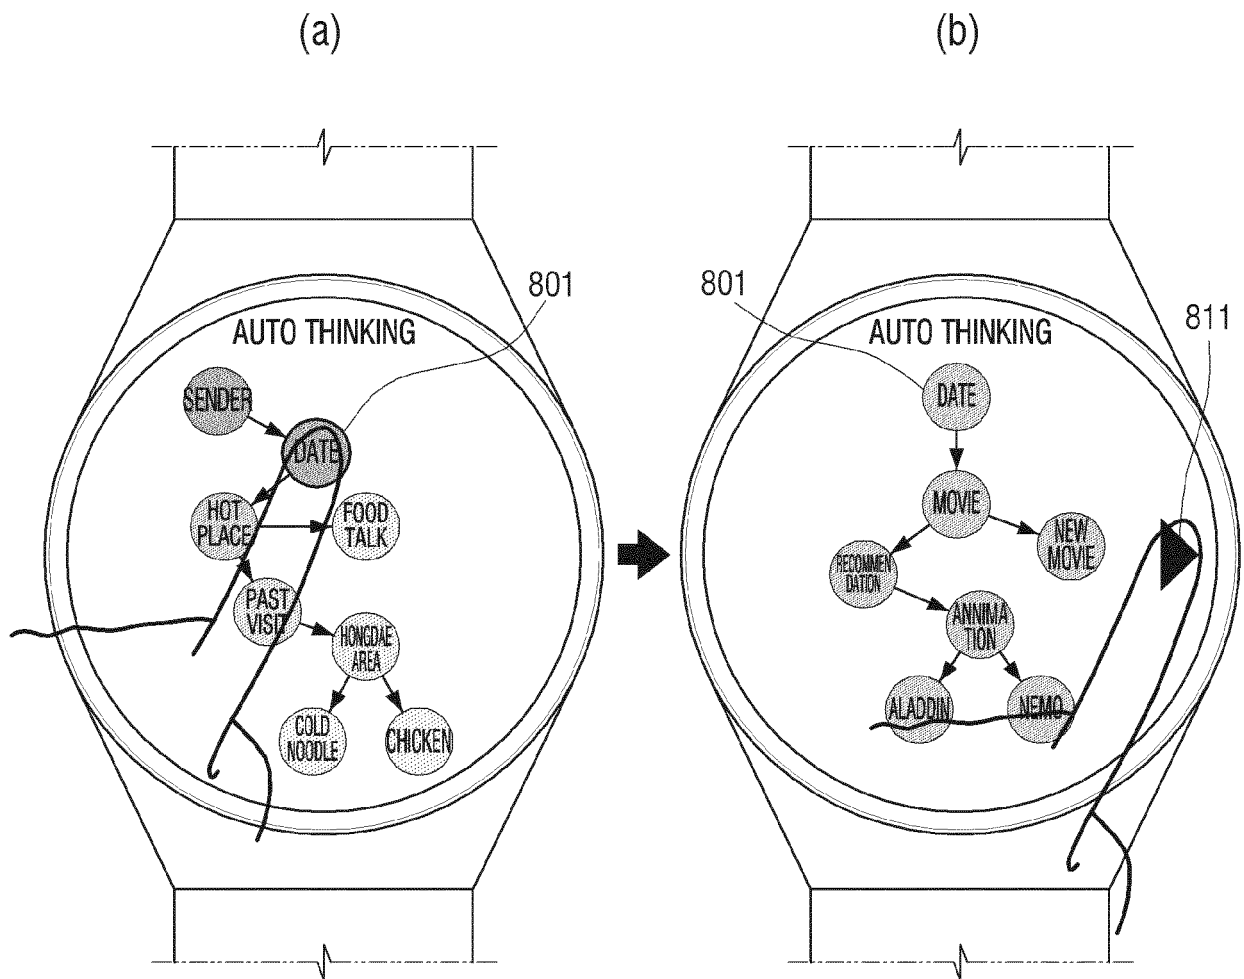 (a)
(b)
801
801
811
AUTO THINKING
SENDER
DATE
HOT
PLACE
FOOD
TALK
PAST
VISIT
HONGDAE
AREA
COLD
NOODLE
CHICKEN
AUTO THINKING
DATE
MOVIE
NEW
MOVIE
RECOMMEN
DATION
ANNIMA
TION
ALADDIN
NEMO